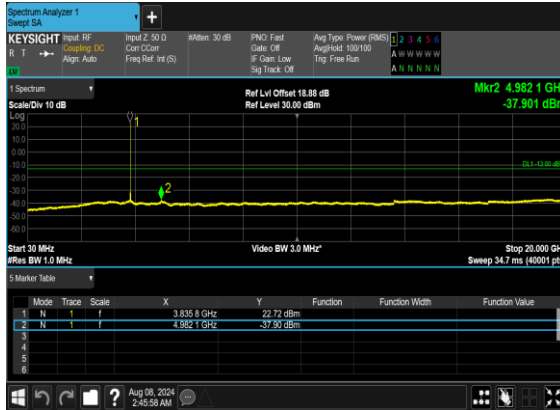 Spectrum Analyzer 1
Swept SA
+
KEYSIGHT Input: RF Input Z: 50 Ω #Atten: 30 dB PNO: Fast Avg Type: Power (RMS) 1 2 3 4 5 6
R T Coupling: DC Corr CCorr Gate: Off Avg|Hold: 100/100 A W W W W W
Align: Auto Freq Ref: Int (S) IF Gain: Low Trig: Free Run
LXI Sig Track: Off A N N N N N
1 Spectrum
Ref Lvl Offset 18.88 dB Mkr2 4.982 1 GH
Scale/Div 10 dB Ref Level 30.00 dBm -37.901 dBr
Log
1
20.0
10.0
0.00
-10.0
DL1 -13.00 dB
-20.0
-30.0
2
-40.0
-50.0
-60.0
Start 30 MHz Video BW 3.0 MHz* Stop 20.000 GH
#Res BW 1.0 MHz Sweep 34.7 ms (40001 pt
5 Marker Table
Mode Trace Scale X Y Function Function Width Function Value
1 N 1 f 3.835 8 GHz 22.72 dBm
2 N 1 f 4.982 1 GHz -37.90 dBm
3
4
5
6
? Aug 08, 2024
2:45:58 AM